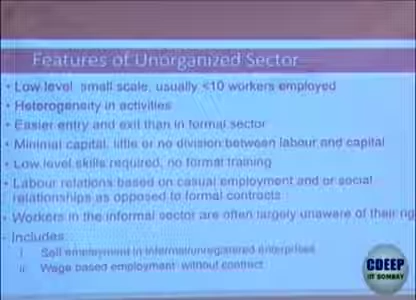 Features of Unorganized Sector
• Low level small scale, usually <10 workers employed
• Heterogeneity in activities
• Easier entry and exit than in formal sector
• Minimal capital, little or no division between labour and capital
• Low level skills required, no formal training
• Labour relations based on casual employment and or social
relationships as opposed to formal contracts
• Workers in the informal sector are often largely unaware of their
- Includes:
i. Self employment in informal/unregistered enterprises
ii. Wage based employment without contract
CDEEP
IIT BOMBAY